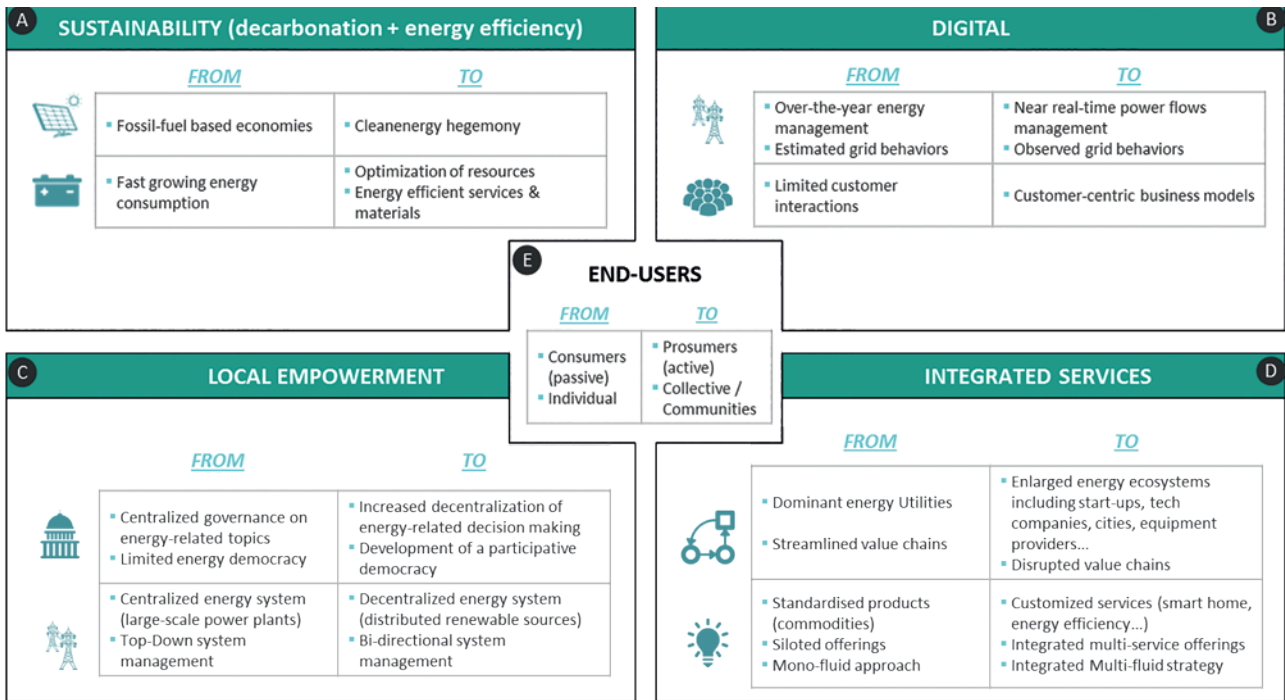 A
SUSTAINABILITY (decarbonation + energy efficiency)
FROM
TO
▪ Fossil-fuel based economies
▪ Cleanenergy hegemony
▪ Fast growing energy
consumption
▪ Optimization of resources
▪ Energy efficient services &
materials
B
DIGITAL
FROM
TO
▪ Over-the-year energy
management
▪ Estimated grid behaviors
▪ Near real-time power flows
management
▪ Observed grid behaviors
▪ Limited customer
interactions
▪ Customer-centric business models
E
END-USERS
FROM
TO
▪ Consumers
(passive)
▪ Individual
▪ Prosumers
(active)
▪ Collective /
Communities
C
LOCAL EMPOWERMENT
FROM
TO
▪ Centralized governance on
energy-related topics
▪ Limited energy democracy
▪ Increased decentralization of
energy-related decision making
▪ Development of a participative
democracy
▪ Centralized energy system
(large-scale power plants)
▪ Top-Down system
management
▪ Decentralized energy system
(distributed renewable sources)
▪ Bi-directional system
management
D
INTEGRATED SERVICES
FROM
TO
▪ Dominant energy Utilities
▪ Streamlined value chains
▪ Enlarged energy ecosystems
including start-ups, tech
companies, cities, equipment
providers...
▪ Disrupted value chains
▪ Standardised products
(commodities)
▪ Siloted offerings
▪ Mono-fluid approach
▪ Customized services (smart home,
energy efficiency...)
▪ Integrated multi-service offerings
▪ Integrated Multi-fluid strategy